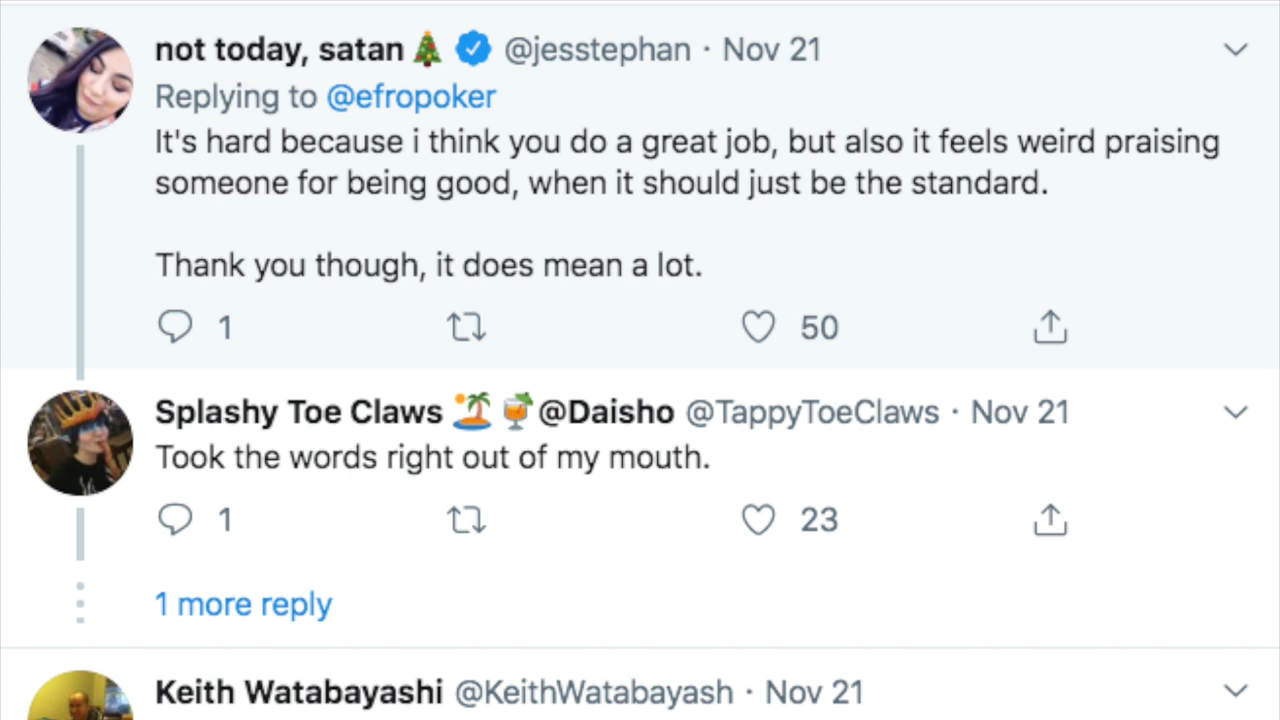 not today, satan🎄 @jesstephan · Nov 21
Replying to @efropoker
It's hard because i think you do a great job, but also it feels weird praising
someone for being good, when it should just be the standard.
Thank you though, it does mean a lot.
1 50
Splashy Toe Claws 🏝️🍹@Daisho @TappyToeClaws · Nov 21
Took the words right out of my mouth.
1 23
1 more reply
Keith Watabayashi @KeithWatabayash · Nov 21